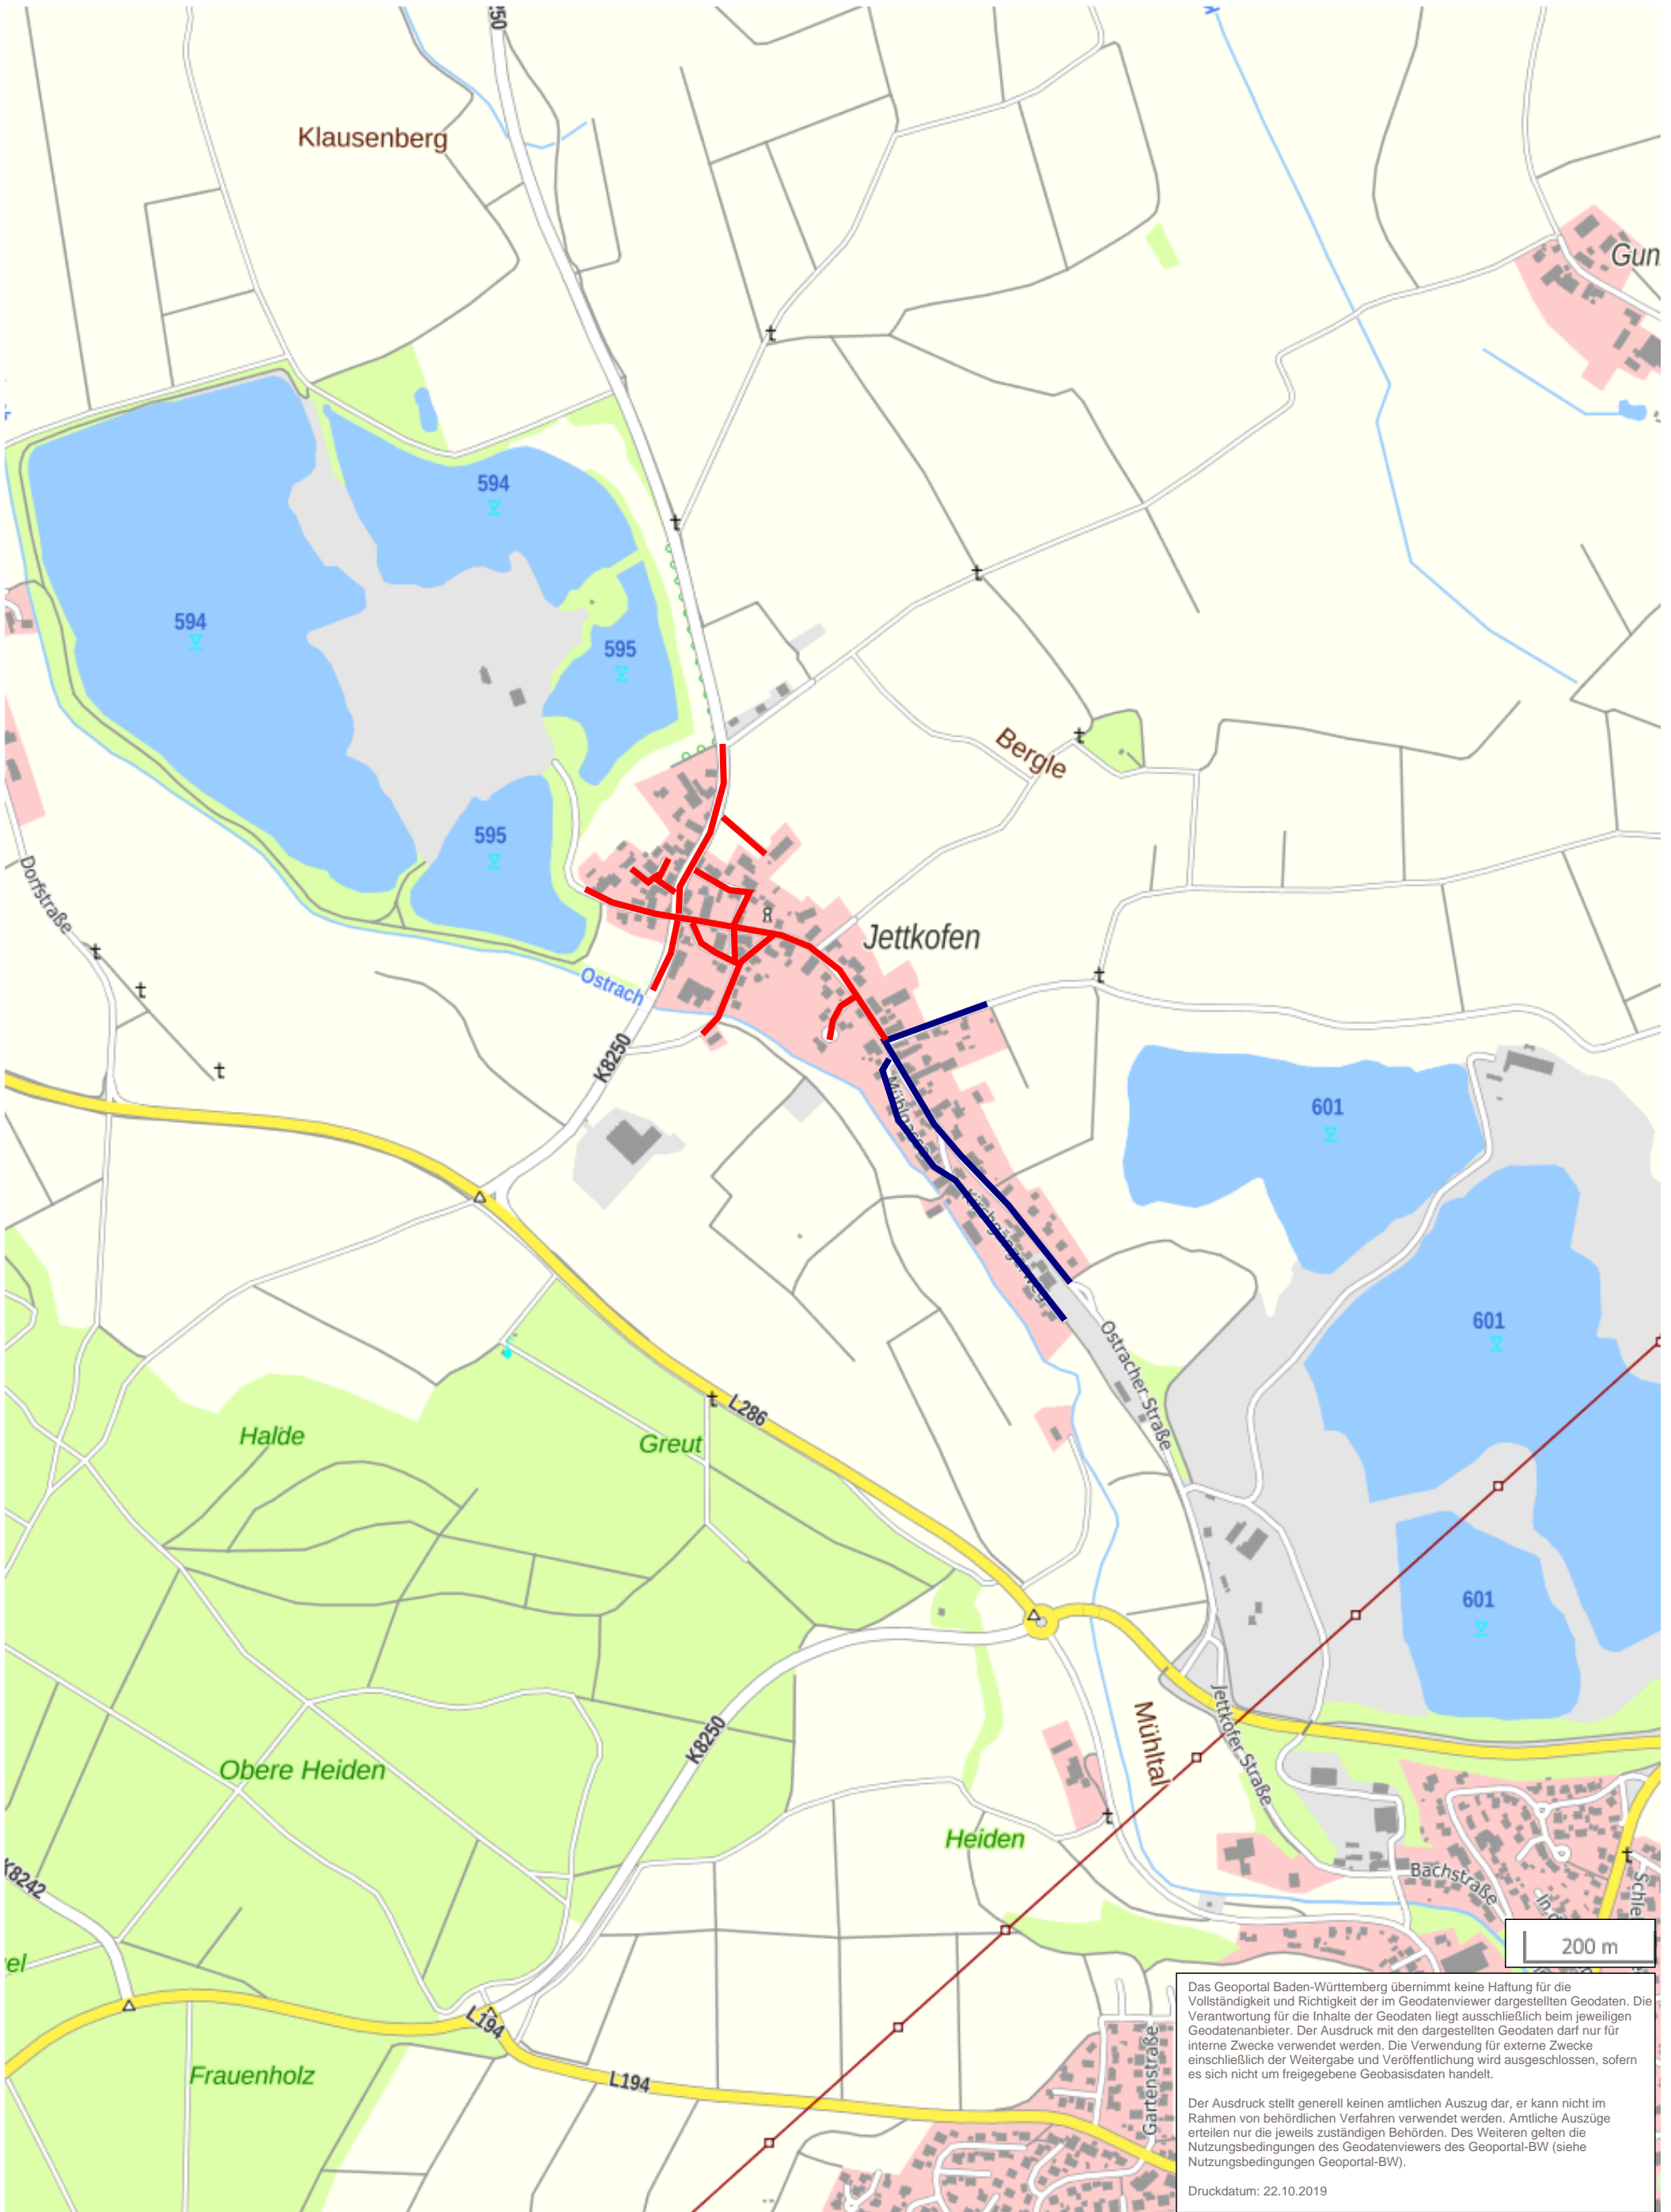 Klausenberg
594
594
595
595
Bergle
Dorfstraße
Jettkofen
Ostrach
K8250
Mühlgasse
601
Kirchgängerweg
Ostracher Straße
601
L286
Halde
Greut
601
K8250
Mühltal
Jettkofer Straße
Obere Heiden
Heiden
K8242
Bachstraße
L194
200 m
Frauenholz
L194
Gartenstraße
Das Geoportal Baden-Württemberg übernimmt keine Haftung für die
Vollständigkeit und Richtigkeit der im Geodatenviewer dargestellten Geodaten. Die
Verantwortung für die Inhalte der Geodaten liegt ausschließlich beim jeweiligen
Geodatenanbieter. Der Ausdruck mit den dargestellten Geodaten darf nur für
interne Zwecke verwendet werden. Die Verwendung für externe Zwecke
einschließlich der Weitergabe und Veröffentlichung wird ausgeschlossen, sofern
es sich nicht um freigegebene Geobasisdaten handelt.
Der Ausdruck stellt generell keinen amtlichen Auszug dar, er kann nicht im
Rahmen von behördlichen Verfahren verwendet werden. Amtliche Auszüge
erteilen nur die jeweils zuständigen Behörden. Des Weiteren gelten die
Nutzungsbedingungen des Geodatenviewers des Geoportal-BW (siehe
Nutzungsbedingungen Geoportal-BW).
Druckdatum: 22.10.2019